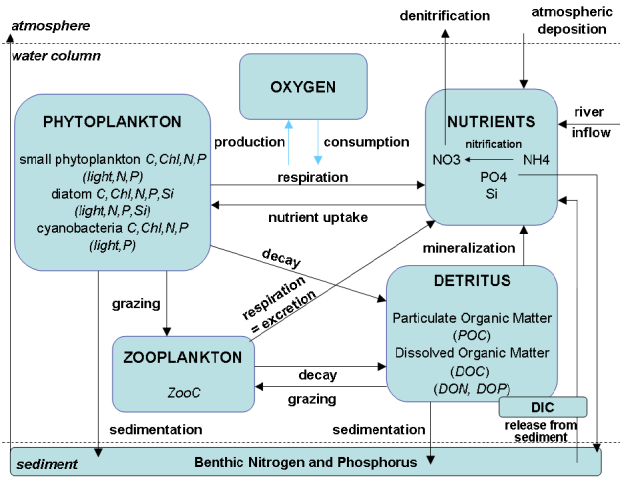 atmosphere
denitrification
atmospheric
deposition
water column
OXYGEN
PHYTOPLANKTON
NUTRIENTS
river
inflow
production
consumption
nitrification
small phytoplankton C,Chl,N,P
(light,N,P)
diatom C,Chl,N,P,Si
(light,N,P,Si)
cyanobacteria C,Chl,N,P
(light,P)
NO3
NH4
PO4
Si
respiration
nutrient uptake
mineralization
decay
respiration
= excretion
DETRITUS
grazing
Particulate Organic Matter
(POC)
Dissolved Organic Matter
(DOC)
(DON, DOP)
ZOOPLANKTON
ZooC
decay
grazing
DIC
release from
sediment
sedimentation
sedimentation
sediment
Benthic Nitrogen and Phosphorus